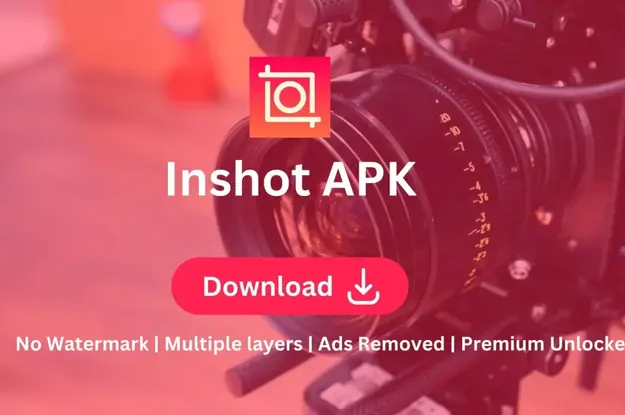 Inshot APK
Download
No Watermark | Multiple layers | Ads Removed | Premium Unlocke